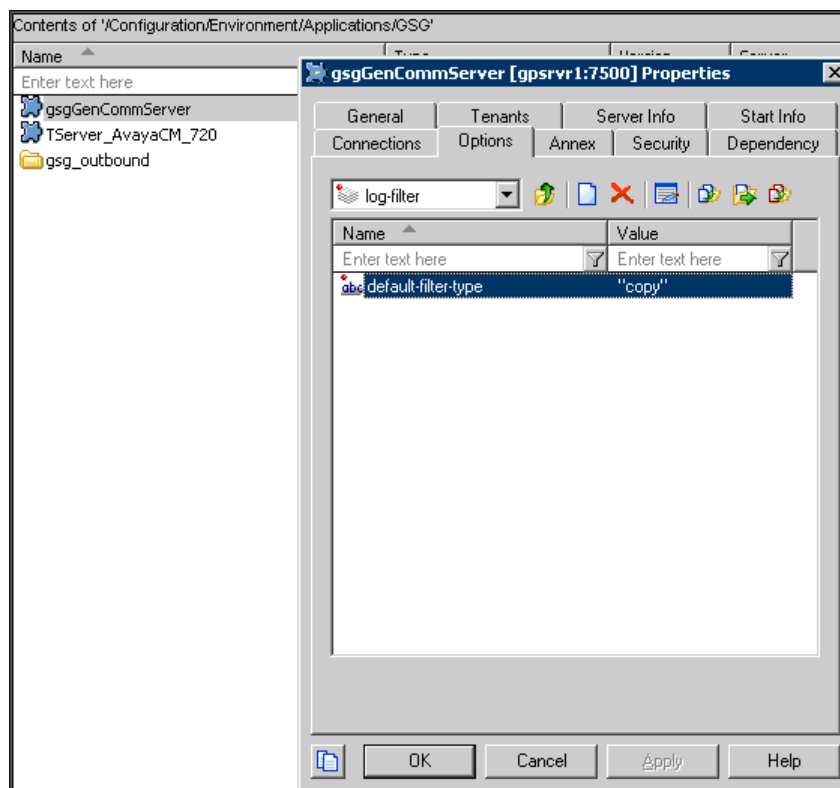 Contents of '/Configuration/Environment/Applications/GSG'
Name
Enter text here
gsgGenCommServer
TServer_AvayaCM_720
gsg_outbound
gsgGenCommServer [gpsrvr1:7500] Properties
General Tenants Server Info Start Info
Connections Options Annex Security Dependency
log-filter
Name Value
Enter text here Enter text here
abc default-filter-type "copy"
OK Cancel Apply Help